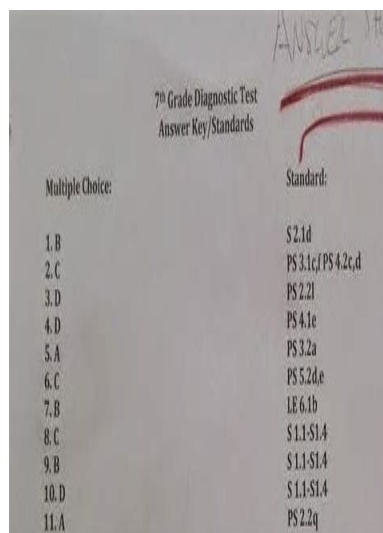 ANSWER
7th Grade Diagnostic Test
Answer Key/Standards
Multiple Choice: Standard:
1. B S 2.1d
2. C PS 3.1c,f PS 4.2c,d
3. D PS 2.2l
4. D PS 4.1e
5. A PS 3.2a
6. C PS 5.2d,e
7. B LE 6.1b
8. C S 1.1-S1.4
9. B S 1.1-S1.4
10. D S 1.1-S1.4
11. A PS 2.2q